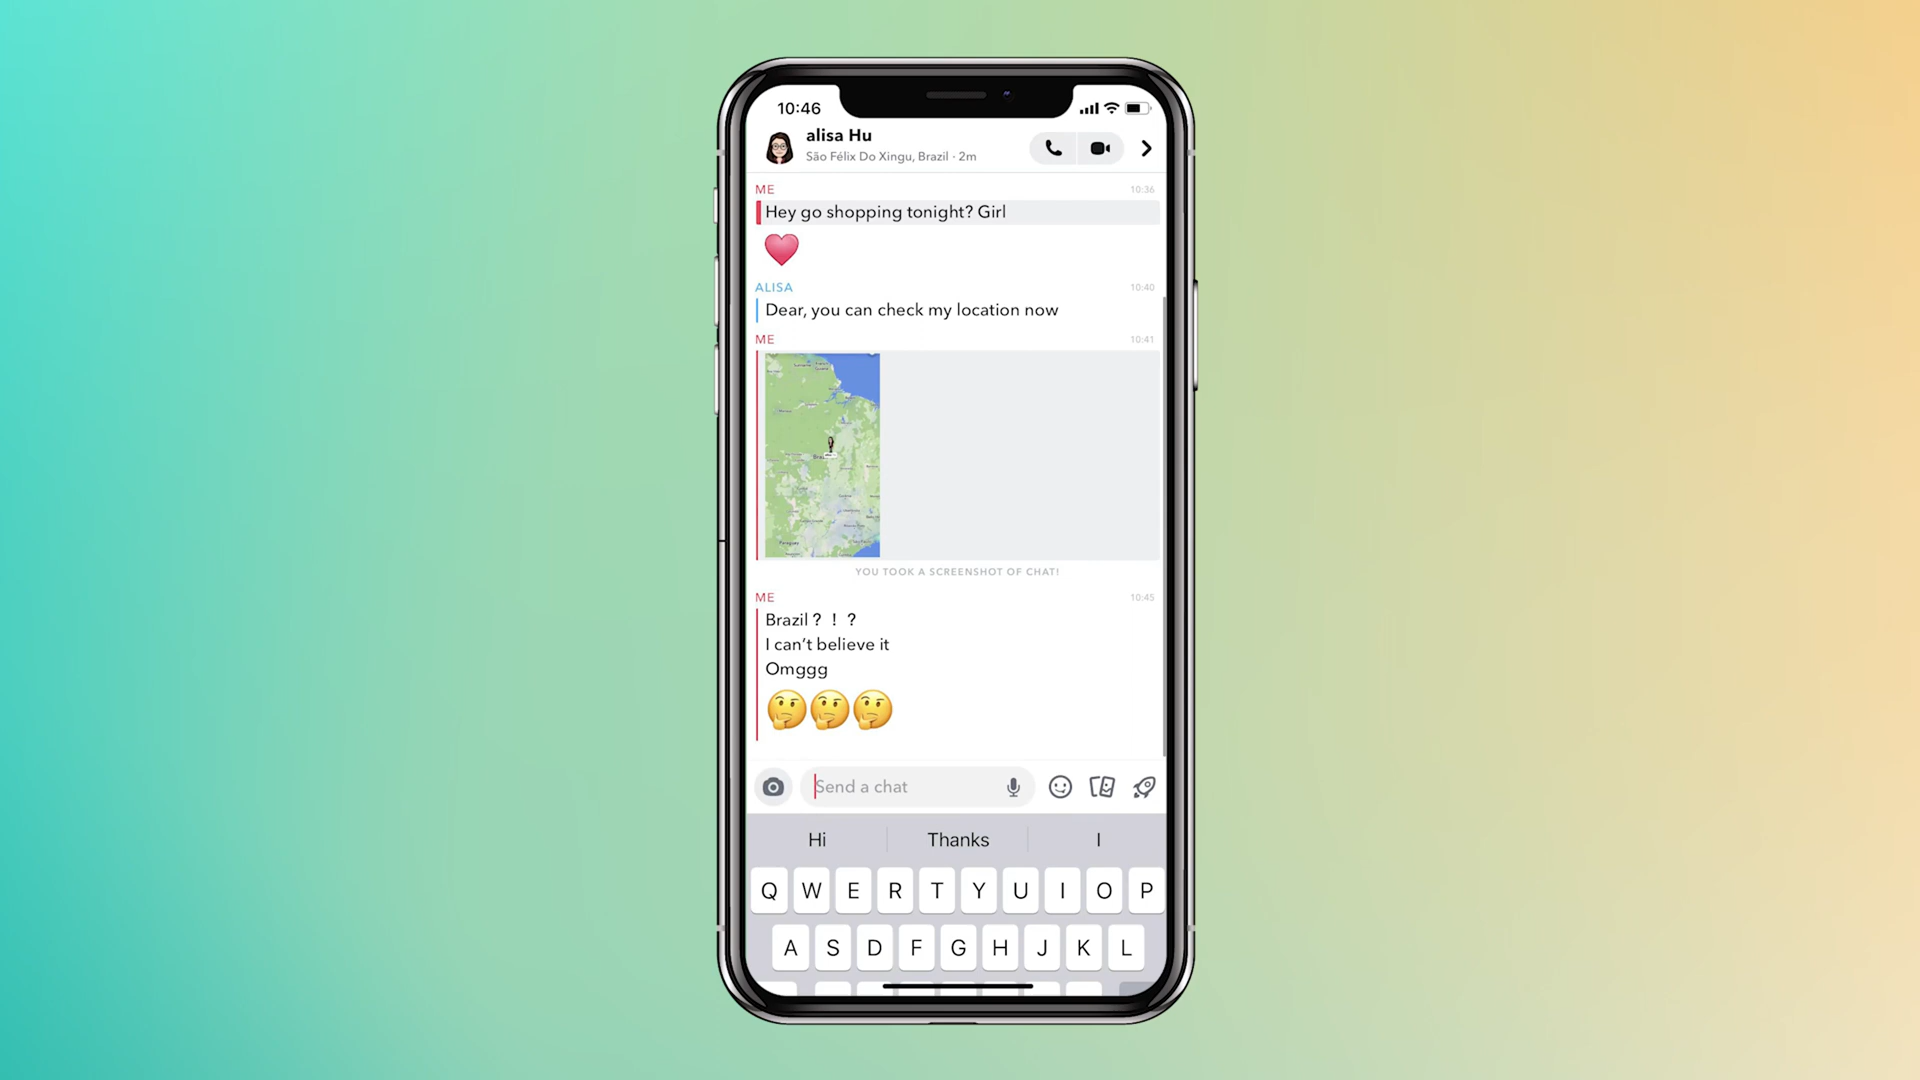 10:46
alisa Hu
São Félix Do Xingu, Brazil · 2m
ME 10:36
Hey go shopping tonight? Girl
ALISA 10:40
Dear, you can check my location now
ME 10:41
YOU TOOK A SCREENSHOT OF CHAT!
ME 10:45
Brazil？！？
I can't believe it
Omggg
Send a chat
Hi Thanks I
Q W E R T Y U I O P
A S D F G H J K L